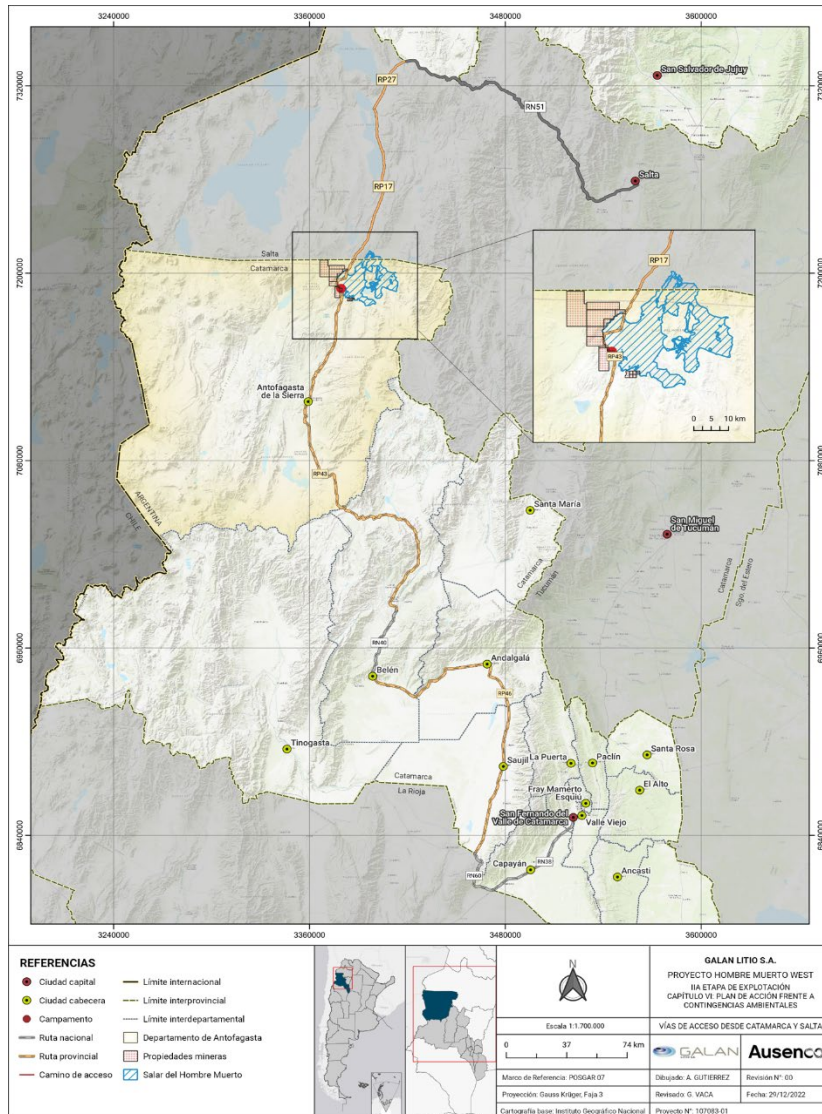 3240000
3360000
3480000
3600000
7320000
7320000
San Salvador de Jujuy
RP27
RN51
RP17
Salta
Salta
Catamarca
7200000
7200000
RP17
RP43
0 5 10 km
Antofagasta
de la Sierra
7080000
7080000
RP43
ARGENTINA
CHILE
Santa María
San Miguel
de Tucumán
Catamarca
Tucumán
Catamarca
Sgo. del Estero
6960000
6960000
RN40
Belén
Andalgalá
RP46
Tinogasta
Saujil
La Puerta
Paclín
Santa Rosa
El Alto
Catamarca
La Rioja
Fray Mamerto
Esquiú
San Fernando del
Valle de Catamarca
Valle Viejo
6840000
6840000
Capayán
RN38
RN60
Ancasti
3240000
3360000
3480000
3600000
REFERENCIAS
Ciudad capital
Ciudad cabecera
Campamento
Ruta nacional
Ruta provincial
Camino de acceso
Límite internacional
Límite interprovincial
Límite interdepartamental
Departamento de Antofagasta
Propiedades mineras
Salar del Hombre Muerto
N
Escala 1:1.700.000
0 37 74 km
Marco de Referencia: POSGAR 07
Proyección: Gauss Krüger, Faja 3
Cartografía base: Instituto Geográfico Nacional
GALAN LITIO S.A.
PROYECTO HOMBRE MUERTO WEST
IIA ETAPA DE EXPLOTACIÓN
CAPÍTULO VI: PLAN DE ACCIÓN FRENTE A
CONTINGENCIAS AMBIENTALES
VÍAS DE ACCESO DESDE CATAMARCA Y SALTA
GALAN
Ausenco
Dibujado: A. GUTIERREZ
Revisión N°: 00
Revisado: G. VACA
Fecha: 29/12/2022
Proyecto N°: 107083-01